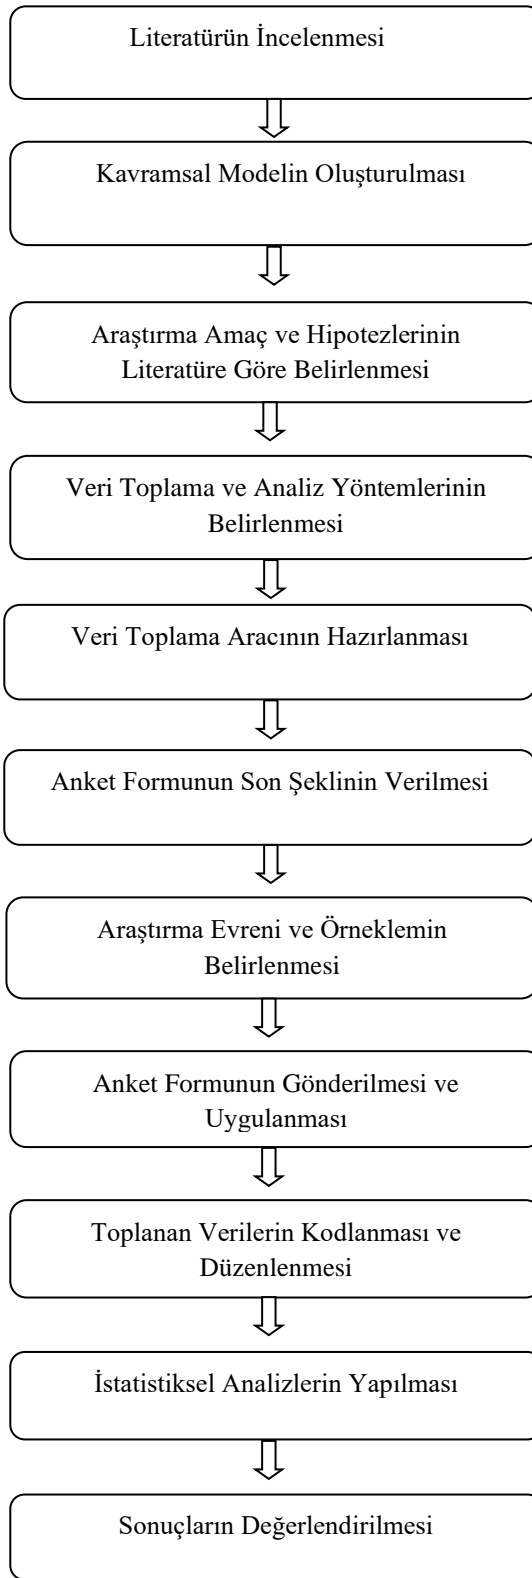 Literatürün İncelenmesi
Kavramsal Modelin Oluşturulması
Araştırma Amaç ve Hipotezlerinin
Literatüre Göre Belirlenmesi
Veri Toplama ve Analiz Yöntemlerinin
Belirlenmesi
Veri Toplama Aracının Hazırlanması
Anket Formunun Son Şeklinin Verilmesi
Araştırma Evreni ve Örneklemin
Belirlenmesi
Anket Formunun Gönderilmesi ve
Uygulanması
Toplanan Verilerin Kodlanması ve
Düzenlenmesi
İstatistiksel Analizlerin Yapılması
Sonuçların Değerlendirilmesi